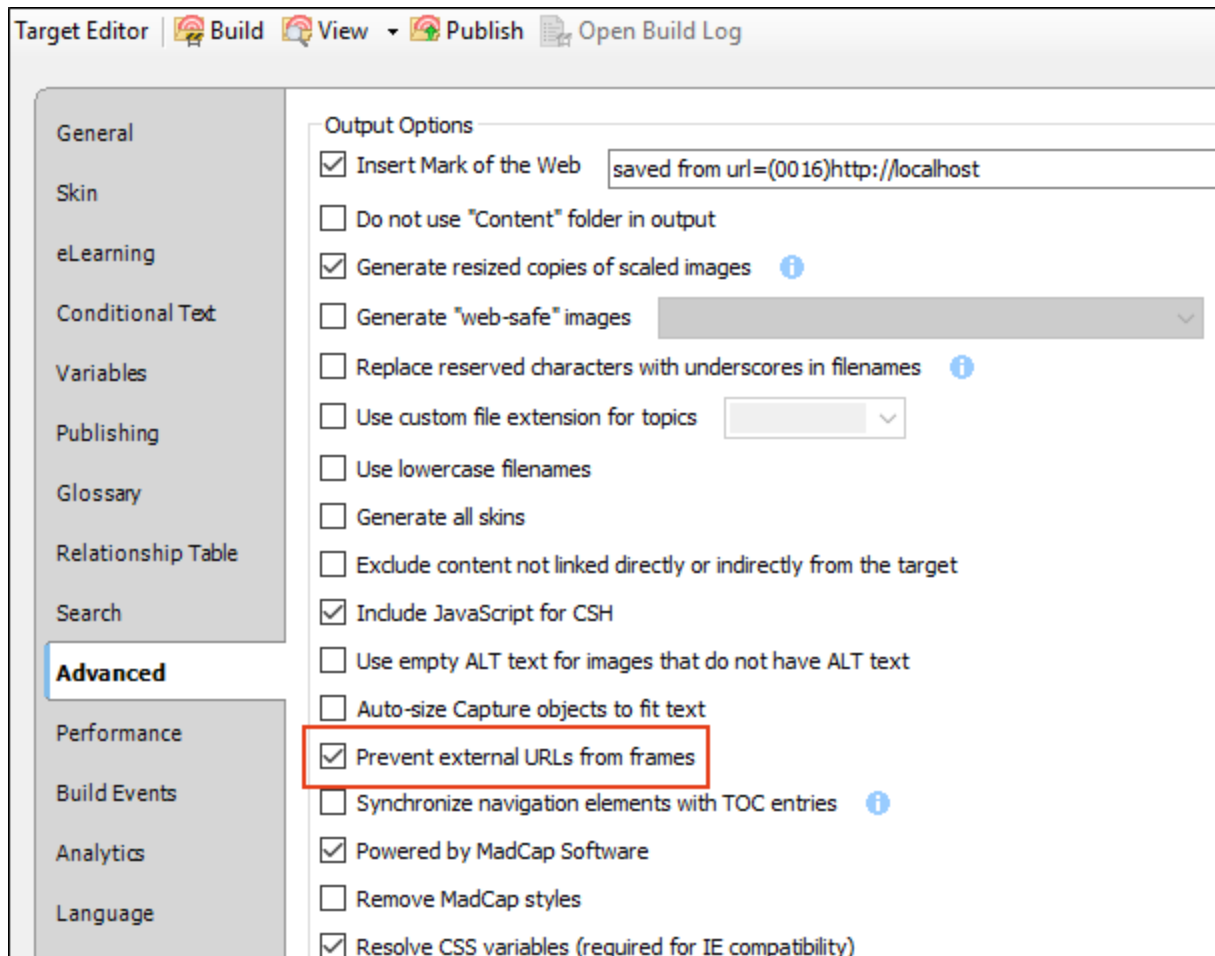 Target Editor Build View Publish Open Build Log
General
Skin
eLearning
Conditional Text
Variables
Publishing
Glossary
Relationship Table
Search
Advanced
Performance
Build Events
Analytics
Language
Output Options
Insert Mark of the Web saved from url=(0016)http://localhost
Do not use "Content" folder in output
Generate resized copies of scaled images
Generate "web-safe" images
Replace reserved characters with underscores in filenames
Use custom file extension for topics
Use lowercase filenames
Generate all skins
Exclude content not linked directly or indirectly from the target
Include JavaScript for CSH
Use empty ALT text for images that do not have ALT text
Auto-size Capture objects to fit text
Prevent external URLs from frames
Synchronize navigation elements with TOC entries
Powered by MadCap Software
Remove MadCap styles
Resolve CSS variables (required for IE compatibility)